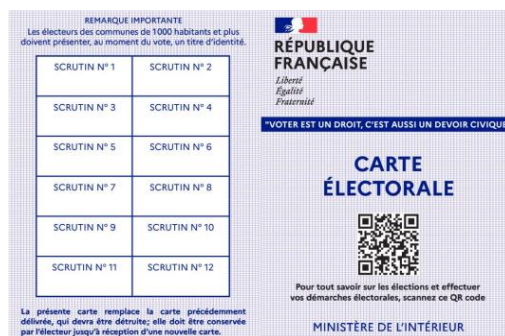 REMARQUE IMPORTANTE
Les électeurs des communes de 1000 habitants et plus
doivent présenter, au moment du vote, un titre d'identité.
SCRUTIN N° 1
SCRUTIN N° 2
SCRUTIN N° 3
SCRUTIN N° 4
SCRUTIN N° 5
SCRUTIN N° 6
SCRUTIN N° 7
SCRUTIN N° 8
SCRUTIN N° 9
SCRUTIN N° 10
SCRUTIN N° 11
SCRUTIN N° 12
La présente carte remplace la carte précédemment
délivrée, qui devra être détruite; elle doit être conservée
par l'électeur jusqu'à réception d'une nouvelle carte.
RÉPUBLIQUE
FRANÇAISE
Liberté
Égalité
Fraternité
"VOTER EST UN DROIT, C'EST AUSSI UN DEVOIR CIVIQUE
CARTE
ÉLECTORALE
Pour tout savoir sur les élections et effectuer
vos démarches électorales, scannez ce QR code
MINISTÈRE DE L'INTÉRIEUR